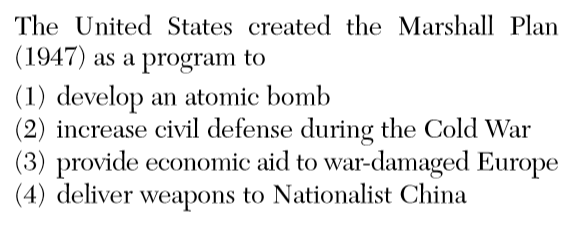 The United States created the Marshall Plan
(1947) as a program to
(1) develop an atomic bomb
(2) increase civil defense during the Cold War
(3) provide economic aid to war-damaged Europe
(4) deliver weapons to Nationalist China